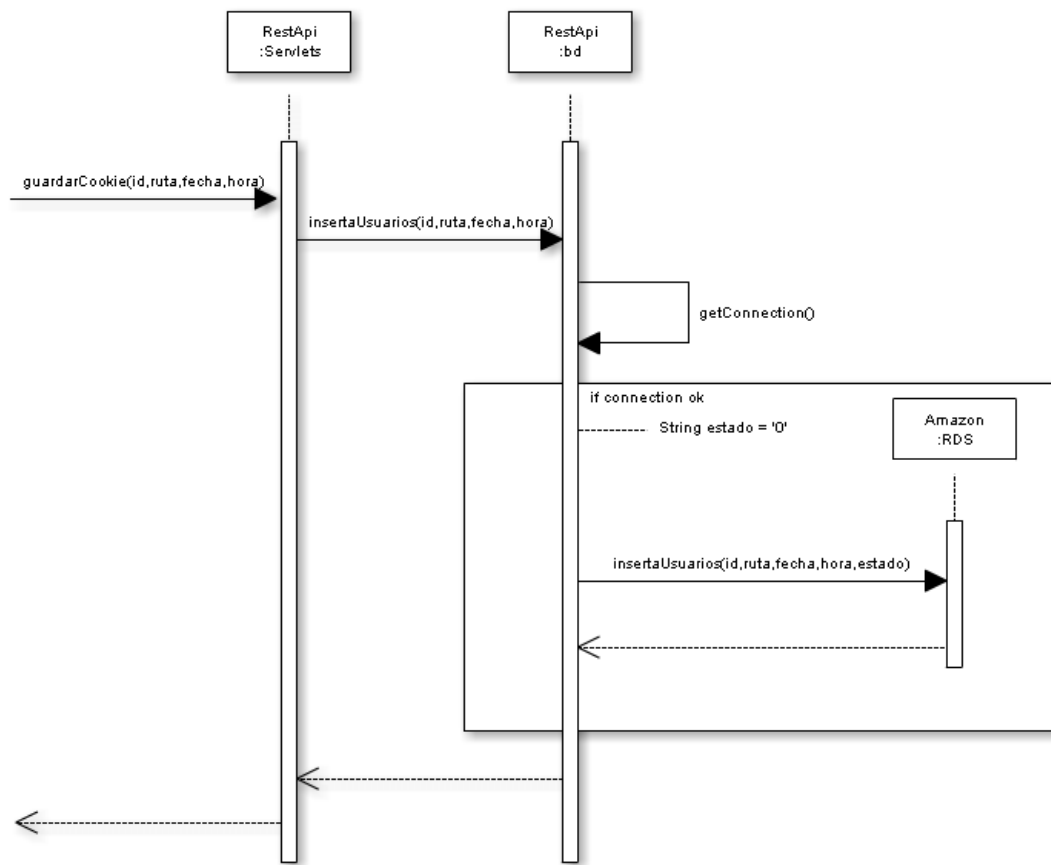 RestApi
:Servlets
RestApi
:bd
guardarCookie(id,ruta,fecha,hora)
insertaUsuarios(id,ruta,fecha,hora)
getConnection()
if connection ok
String estado = '0'
Amazon
:RDS
insertaUsuarios(id,ruta,fecha,hora,estado)